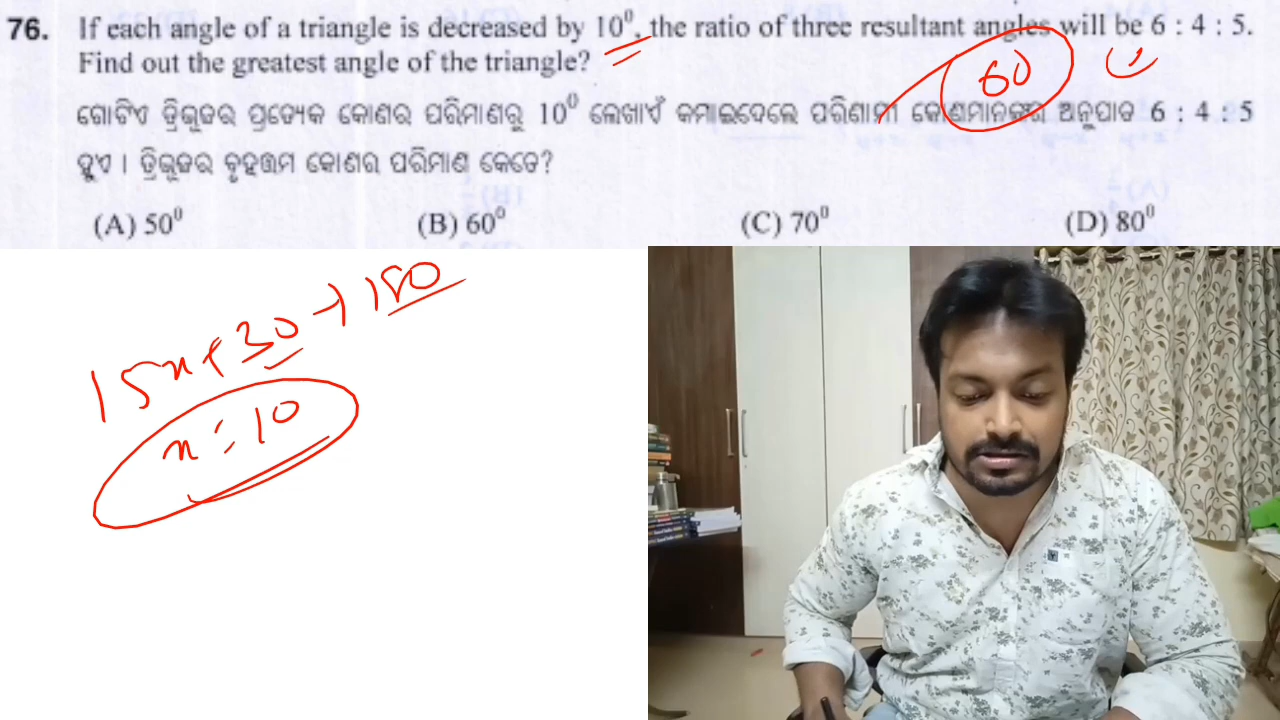 76. If each angle of a triangle is decreased by 10⁰, the ratio of three resultant angles will be 6 : 4 : 5.
Find out the greatest angle of the triangle?
60
ଗୋଟିଏ ତ୍ରିଭୁଜର ପ୍ରତ୍ୟେକ କୋଣର ପରିମାଣରୁ 10⁰ ଲେଖାଏଁ କମାଇଦେଲେ ପରିଣାମୀ କୋଣମାନଙ୍କର ଅନୁପାତ 6 : 4 : 5
ହୁଏ । ତ୍ରିଭୁଜର ବୃହତ୍ତମ କୋଣର ପରିମାଣ କେତେ?
(A) 50⁰ (B) 60⁰ (C) 70⁰ (D) 80⁰
15x + 30 → 180
x = 10